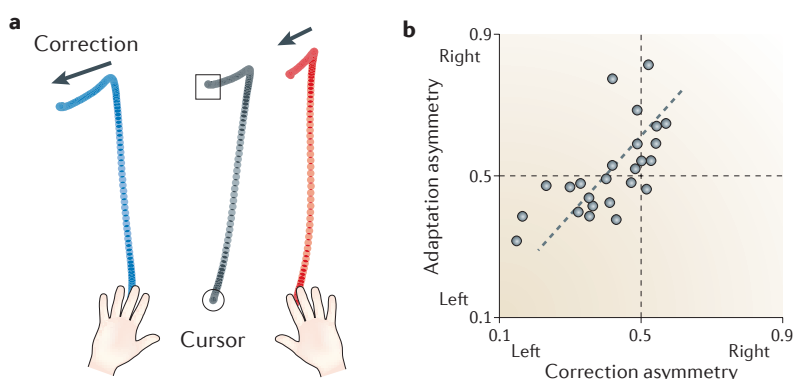 a
Correction
Cursor
b
Adaptation asymmetry
0.9
Right
0.5
Left
0.1
0.1
0.5
0.9
Left
Right
Correction asymmetry